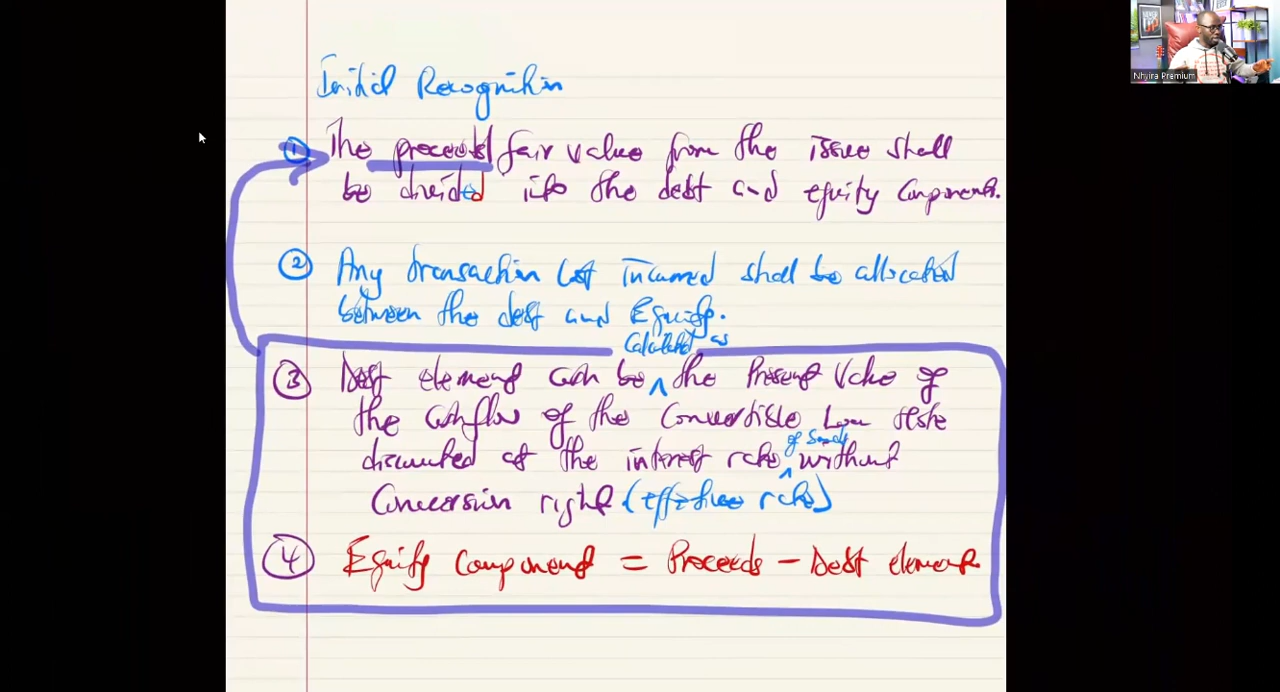 Nhyira Premium
Initial Recognition
① The proceeds/ fair value from the issue shall
be divided into the debt and equity components.
② Any transaction cost incurred shall be allocated
between the debt and Equity.
Calculated as
③ Debt element can be ^ the Present Value of
the cashflow of the Convertible Loan
of
discounted at the interest rate ^ without
Conversion right (effective rate)
④ Equity Component = Proceeds - Debt element